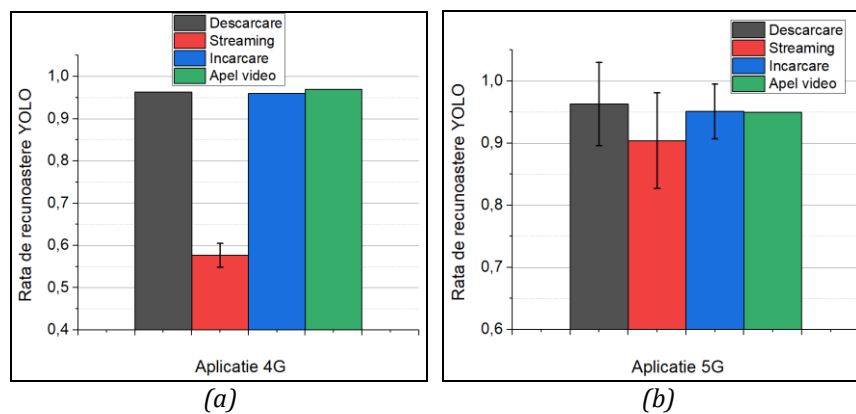 Descarcare
Streaming
Incarcare
Apel video
Rata de recunoastere YOLO
1,0
0,9
0,8
0,7
0,6
0,5
0,4
Aplicatie 4G
(a)
Descarcare
Streaming
Incarcare
Apel video
Rata de recunoastere YOLO
1,0
0,9
0,8
0,7
0,6
Aplicatie 5G
(b)